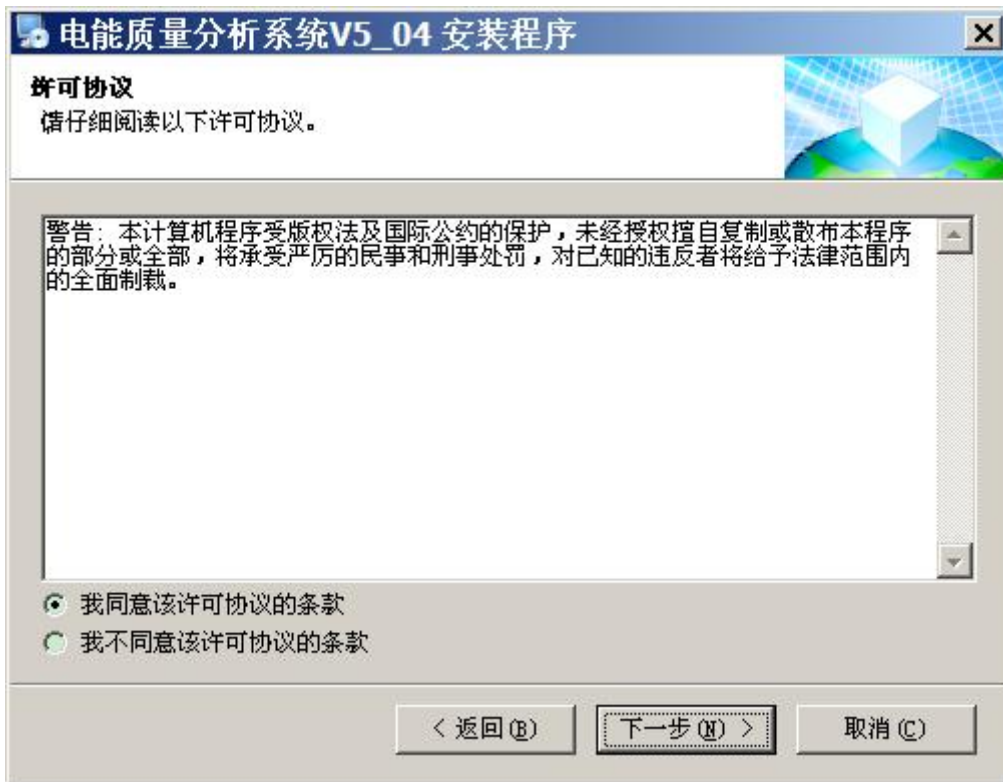 电能质量分析系统V5_04 安装程序
许可协议
请仔细阅读以下许可协议。
警告：本计算机程序受版权法及国际公约的保护，未经授权擅自复制或散布本程序
的部分或全部，将承受严厉的民事和刑事处罚，对已知的违反者将给予法律范围内
的全面制裁。
我同意该许可协议的条款
我不同意该许可协议的条款
< 返回(B)
下一步(N) >
取消(C)